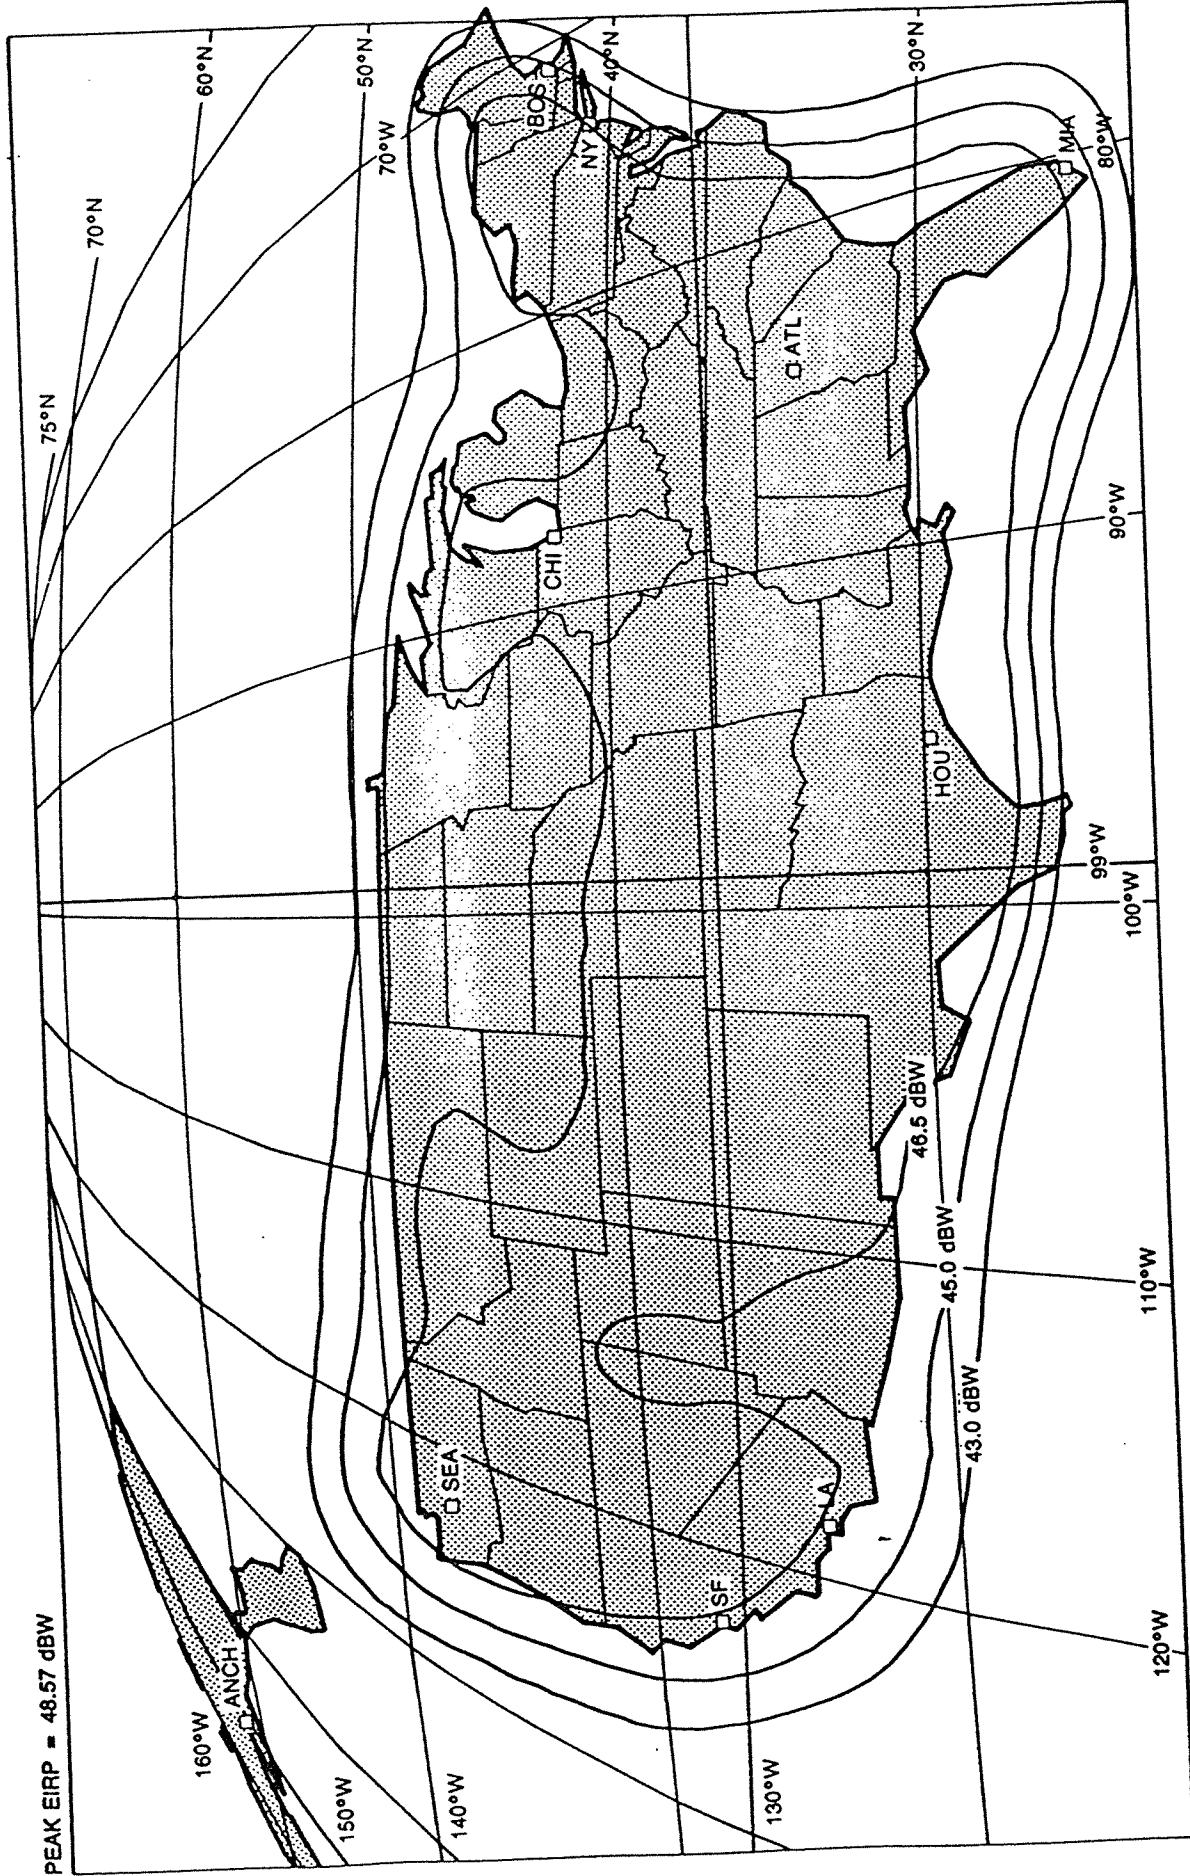 PEAK EIRP = 48.57 dBW
160°W
ANCH
150°W
140°W
130°W
75°N
70°N
60°N
50°N
70°W
40°N
30°N
SEA
SF
LA
CHI
BOS
NY
ATL
HOU
MIA
80°W
46.5 dBW
45.0 dBW
43.0 dBW
120°W
110°W
100°W
99°W
90°W